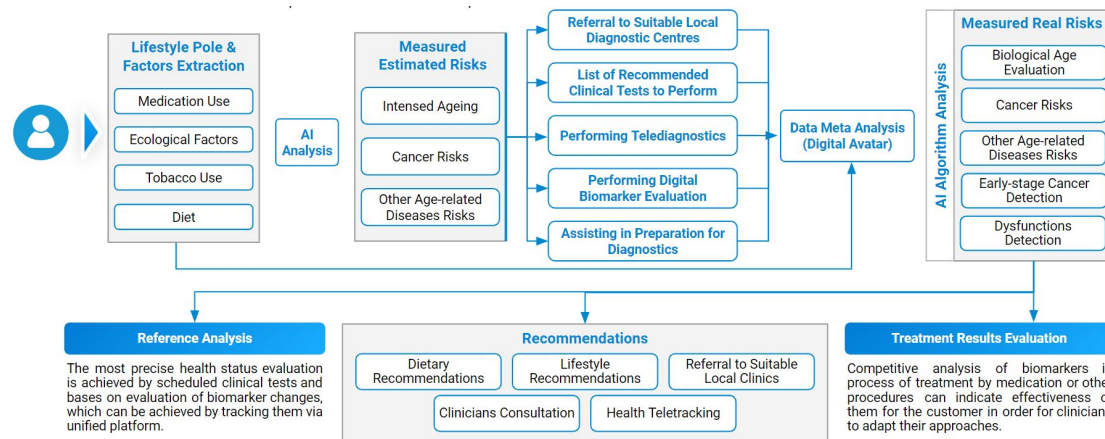 Lifestyle Pole &
Factors Extraction
Medication Use
Ecological Factors
Tobacco Use
Diet
AI
Analysis
Measured
Estimated Risks
Intensed Ageing
Cancer Risks
Other Age-related
Diseases Risks
Referral to Suitable Local
Diagnostic Centres
List of Recommended
Clinical Tests to Perform
Performing Telediagnostics
Performing Digital
Biomarker Evaluation
Assisting in Preparation for
Diagnostics
Data Meta Analysis
(Digital Avatar)
AI Algorithm Analysis
Measured Real Risks
Biological Age
Evaluation
Cancer Risks
Other Age-related
Diseases Risks
Early-stage Cancer
Detection
Dysfunctions
Detection
Reference Analysis
The most precise health status evaluation
is achieved by scheduled clinical tests and
bases on evaluation of biomarker changes,
which can be achieved by tracking them via
unified platform.
Recommendations
Dietary
Recommendations
Lifestyle
Recommendations
Referral to Suitable
Local Clinics
Clinicians Consultation
Health Teletracking
Treatment Results Evaluation
Competitive analysis of biomarkers
process of treatment by medication or
procedures can indicate effectiveness
them for the customer in order for
to adapt their approaches.